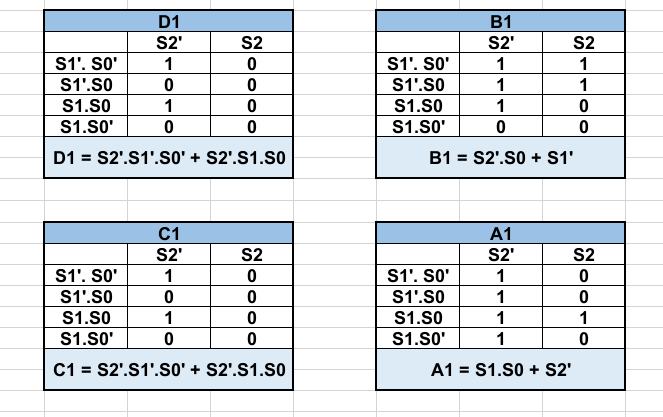 D1
S2' S2
S1'. S0' 1 0
S1'.S0 0 0
S1.S0 1 0
S1.S0' 0 0
D1 = S2'.S1'.S0' + S2'.S1.S0
B1
S2' S2
S1'. S0' 1 1
S1'.S0 1 1
S1.S0 1 0
S1.S0' 0 0
B1 = S2'.S0 + S1'
C1
S2' S2
S1'. S0' 1 0
S1'.S0 0 0
S1.S0 1 0
S1.S0' 0 0
C1 = S2'.S1'.S0' + S2'.S1.S0
A1
S2' S2
S1'. S0' 1 0
S1'.S0 1 0
S1.S0 1 1
S1.S0' 1 0
A1 = S1.S0 + S2'